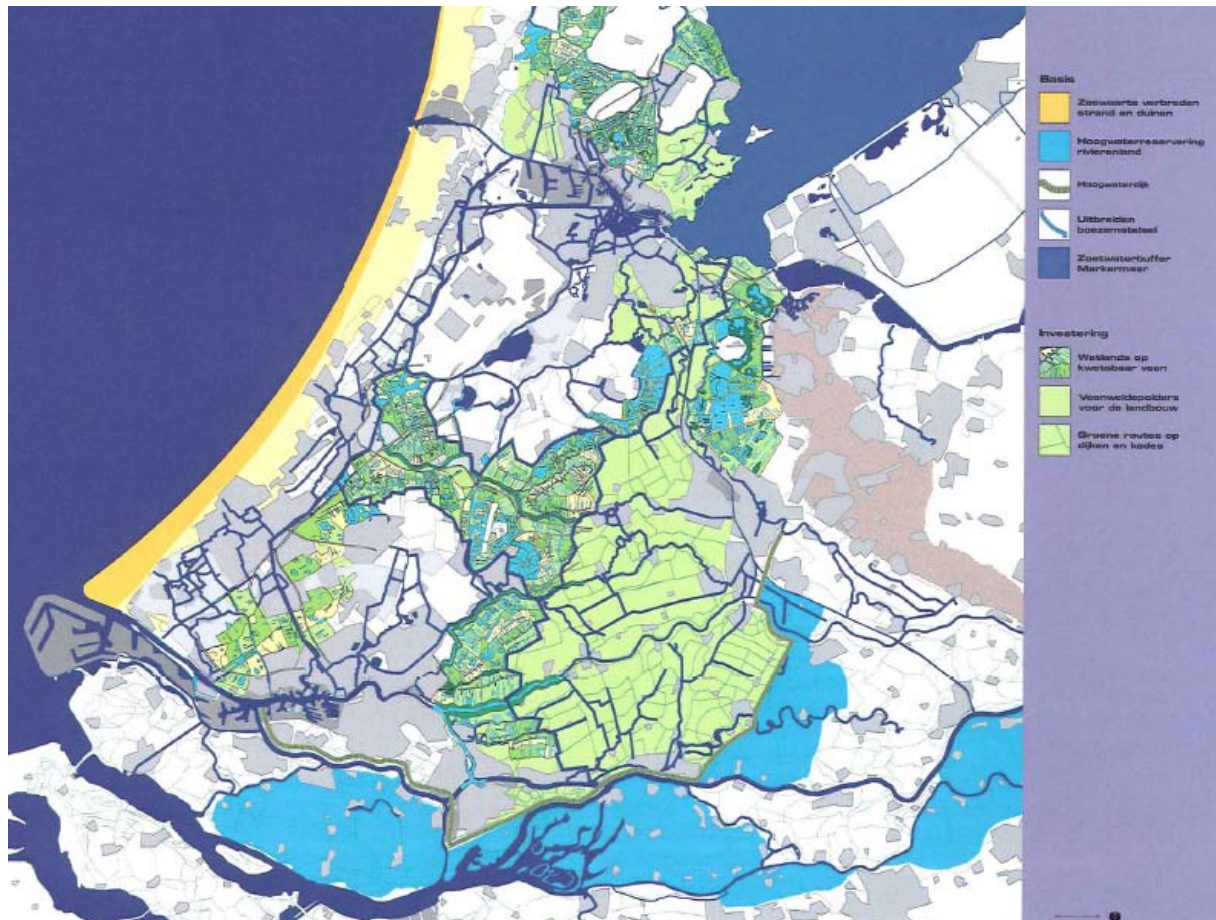 Basis
Zeewaarts verbreden
strand en duinen
Hoogwaterreservering
rivierenland
Hoogwaterdijk
Uitbreiden
boezemstelsel
Zoetwaterbuffer
Markermeer
Investering
Wetlands op
kwetsbaar veen
Veenweidepolders
voor de landbouw
Groene routes op
dijken en kades